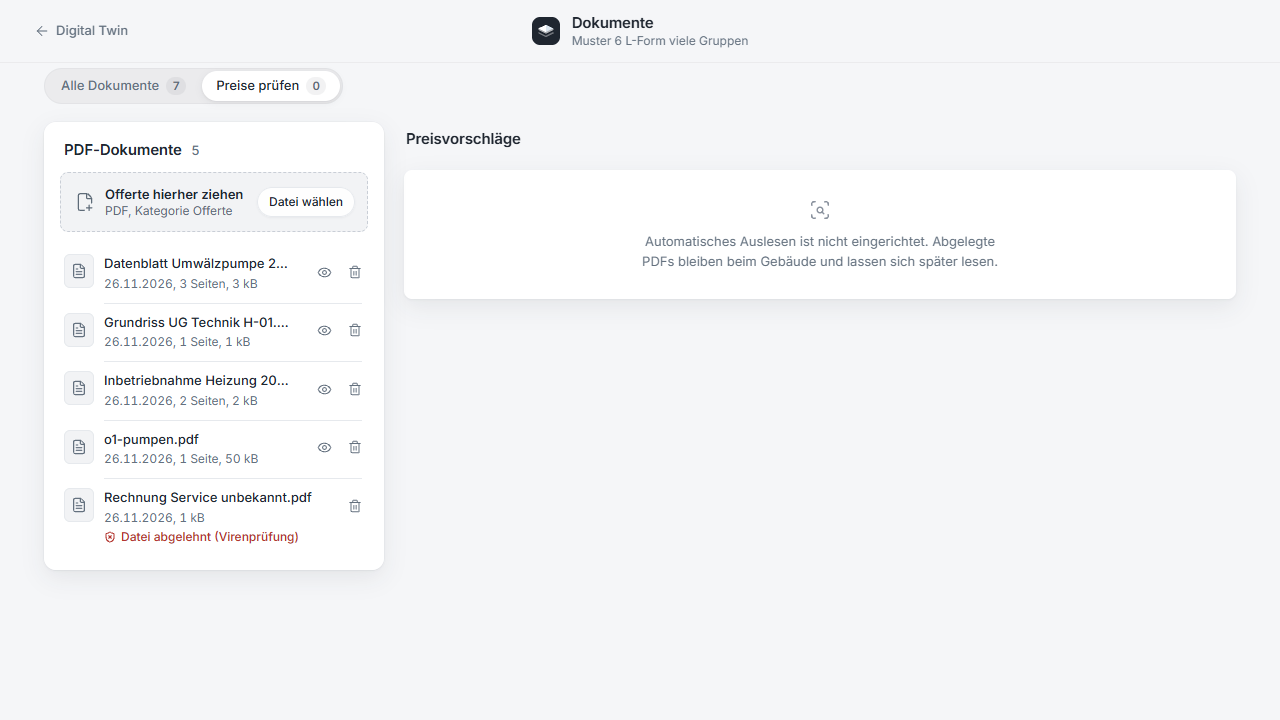 Digital Twin
Dokumente
Muster 6 L-Form viele Gruppen
Alle Dokumente 7
Preise prüfen 0
PDF-Dokumente 5
Offerte hierher ziehen
PDF, Kategorie Offerte
Datei wählen
Datenblatt Umwälzpumpe 2...
26.11.2026, 3 Seiten, 3 kB
Grundriss UG Technik H-01....
26.11.2026, 1 Seite, 1 kB
Inbetriebnahme Heizung 20...
26.11.2026, 2 Seiten, 2 kB
o1-pumpen.pdf
26.11.2026, 1 Seite, 50 kB
Rechnung Service unbekannt.pdf
26.11.2026, 1 kB
Datei abgelehnt (Virenprüfung)
Preisvorschläge
Automatisches Auslesen ist nicht eingerichtet. Abgelegte
PDFs bleiben beim Gebäude und lassen sich später lesen.